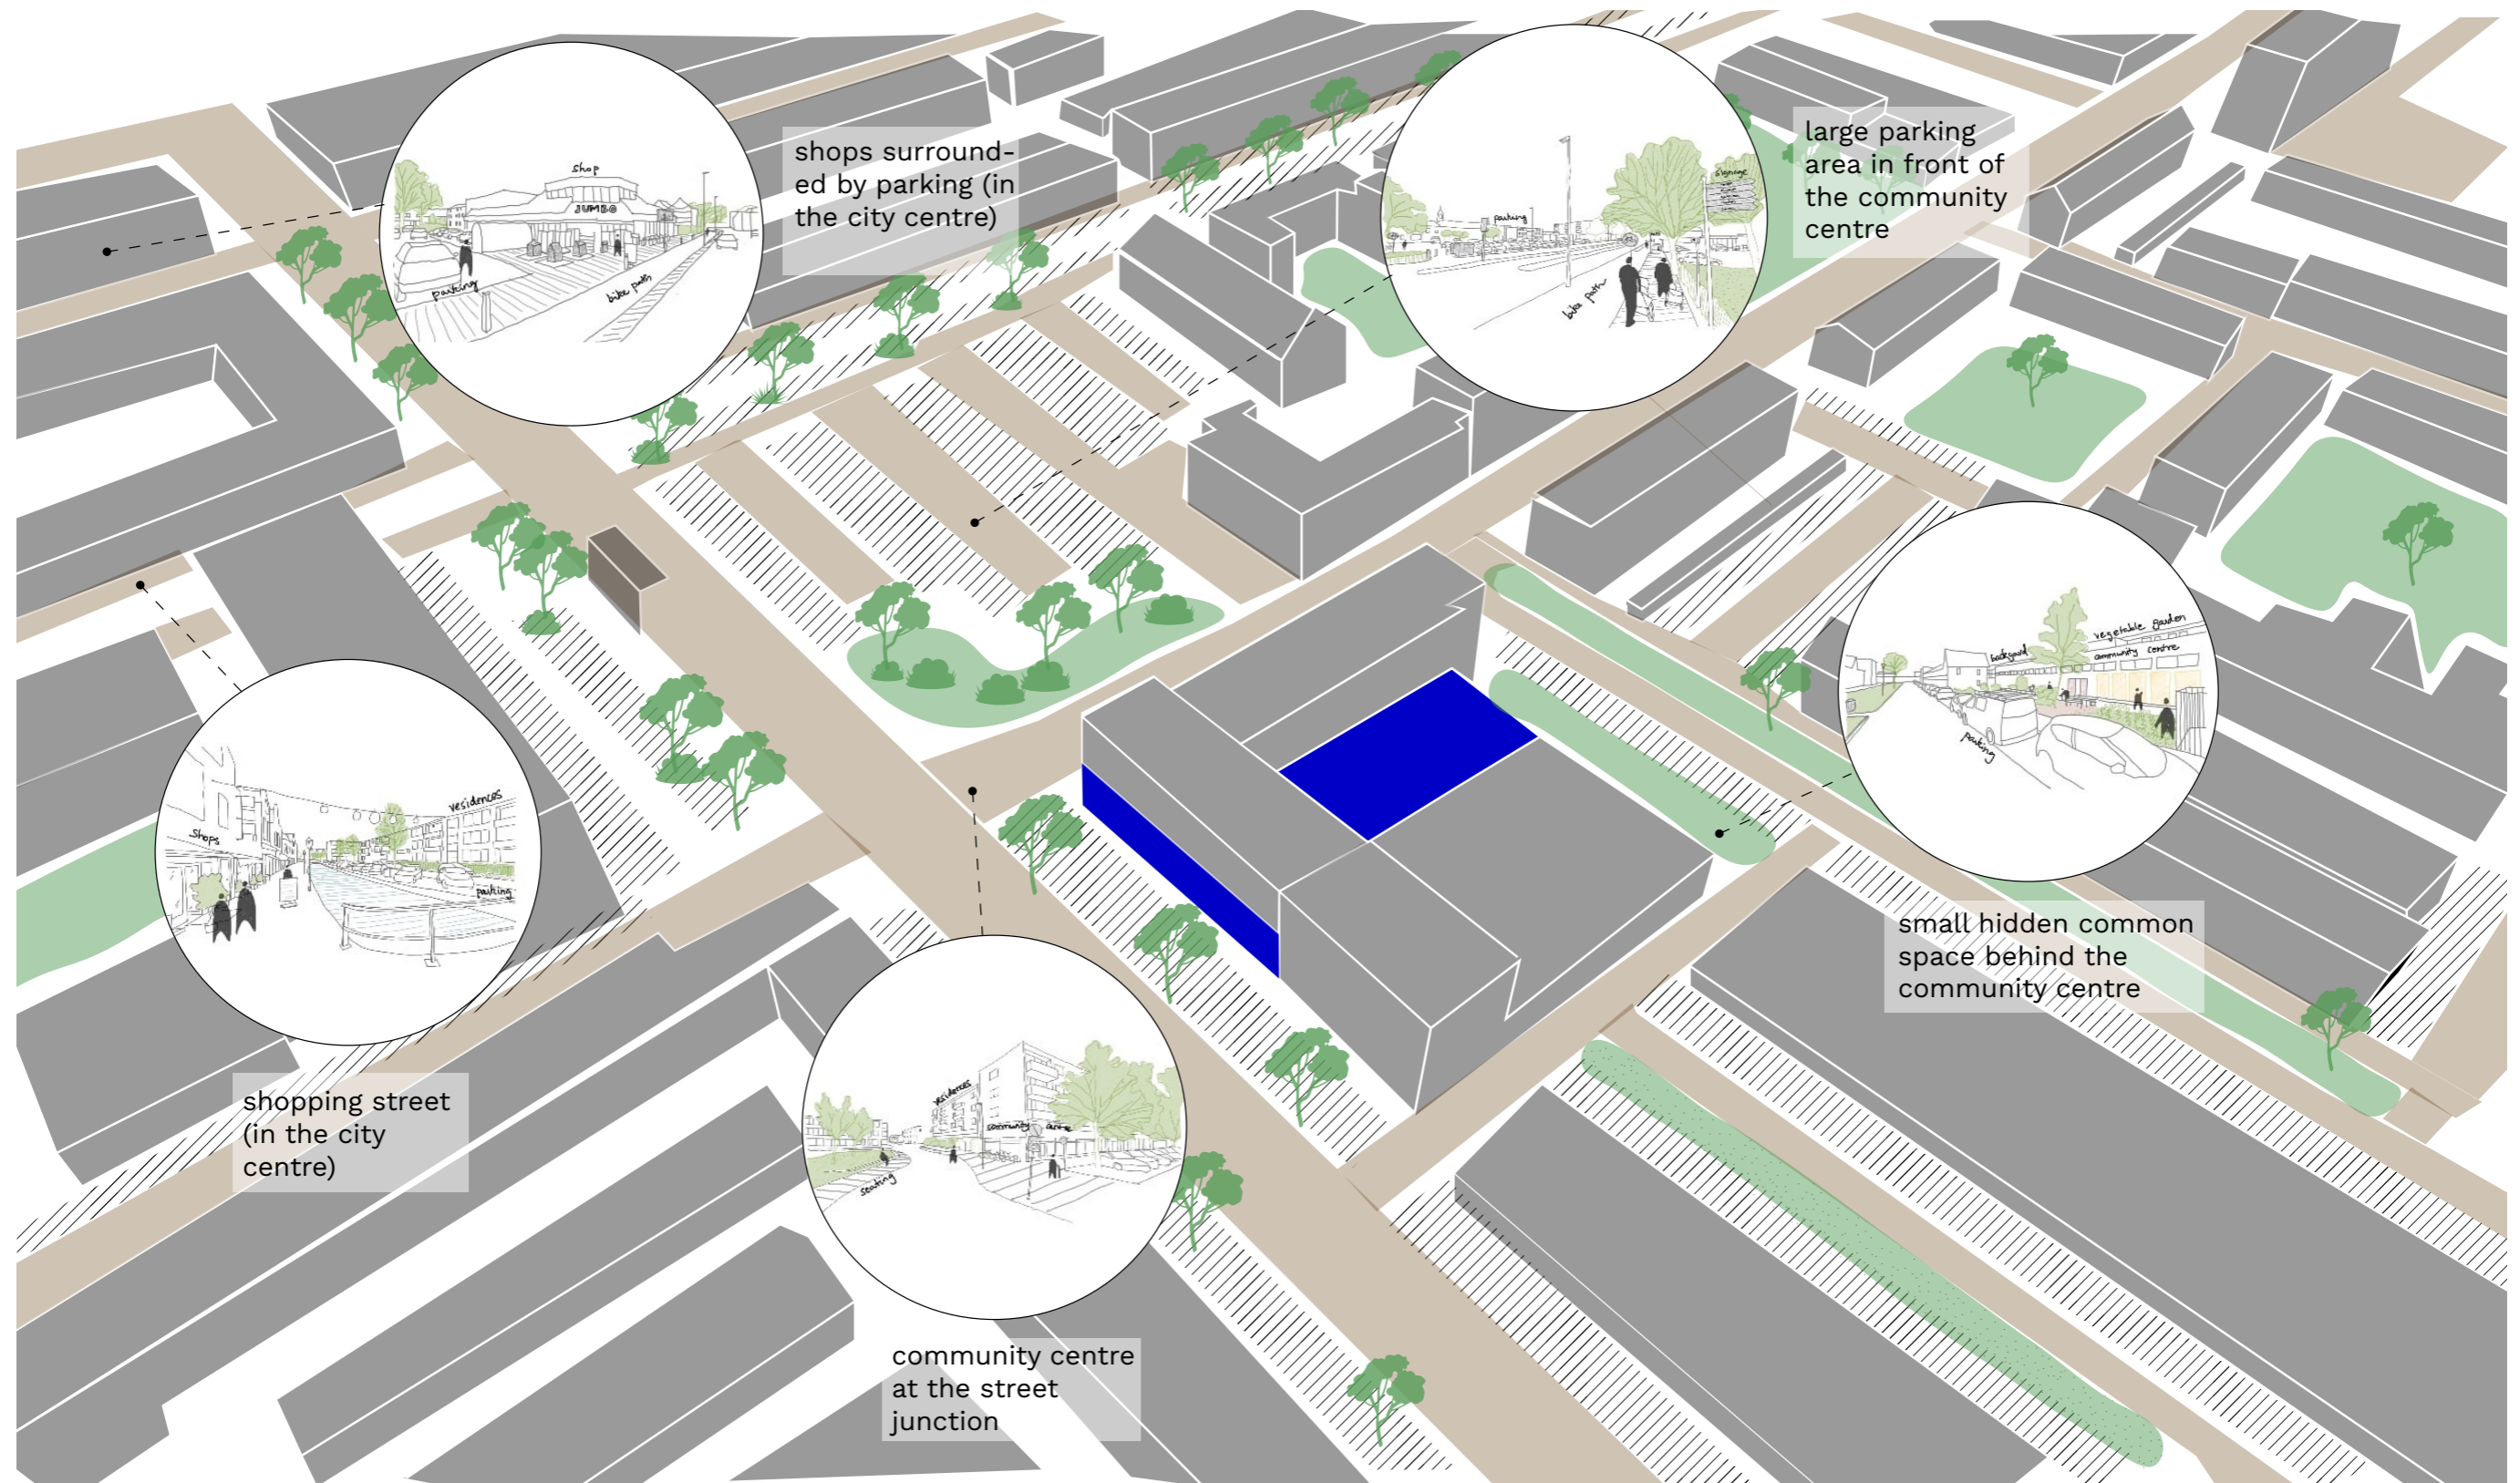 shop
JUMBO
parking
bike path
shops surround-
ed by parking (in
the city centre)
signage
parking
bike path
large parking
area in front of
the community
centre
shops
residences
parking
shopping street
(in the city
centre)
residences
community centre
seating
community centre
at the street
junction
backyard
vegetable garden
community centre
parking
small hidden common
space behind the
community centre